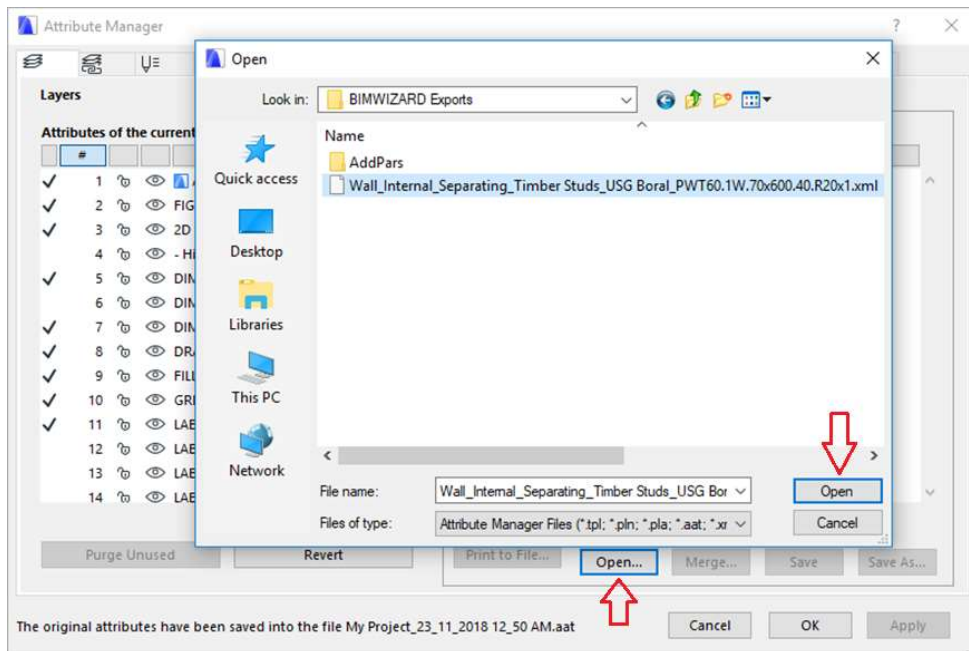 Attribute Manager
?
Open
Layers
Look in:
BIMWIZARD Exports
Attributes of the current
#
Name
AddPars
Wall_Internal_Separating_Timber Studs_USG Boral_PWT60.1W.70x600.40.R20x1.xml
Quick access
Desktop
Libraries
This PC
Network
1
2 FIG
3 2D
4 - Hi
5 DIN
6 DIN
7 DIN
8 DR
9 FILI
10 GRI
11 LAE
12 LAE
13 LAE
14 LAE
File name:
Wall_Internal_Separating_Timber Studs_USG Bor
Open
Files of type:
Attribute Manager Files (*.tpl; *.pln; *.pla; *.aat; *.xr
Cancel
Purge Unused
Revert
Print to File...
Open...
Merge...
Save
Save As...
The original attributes have been saved into the file My Project_23_11_2018 12_50 AM.aat
Cancel
OK
Apply